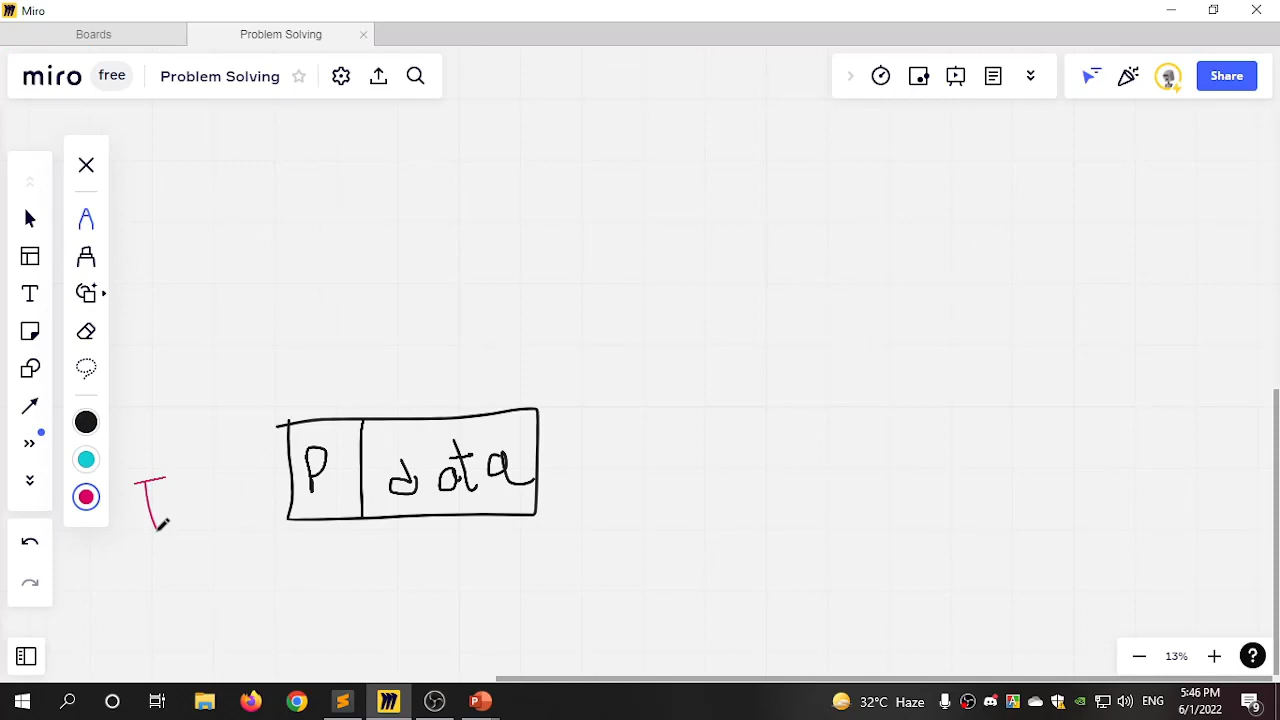 Miro
Boards
Problem Solving
miro free Problem Solving
Share
P data
T
13%
32°C Haze
ENG
5:46 PM
6/1/2022
9